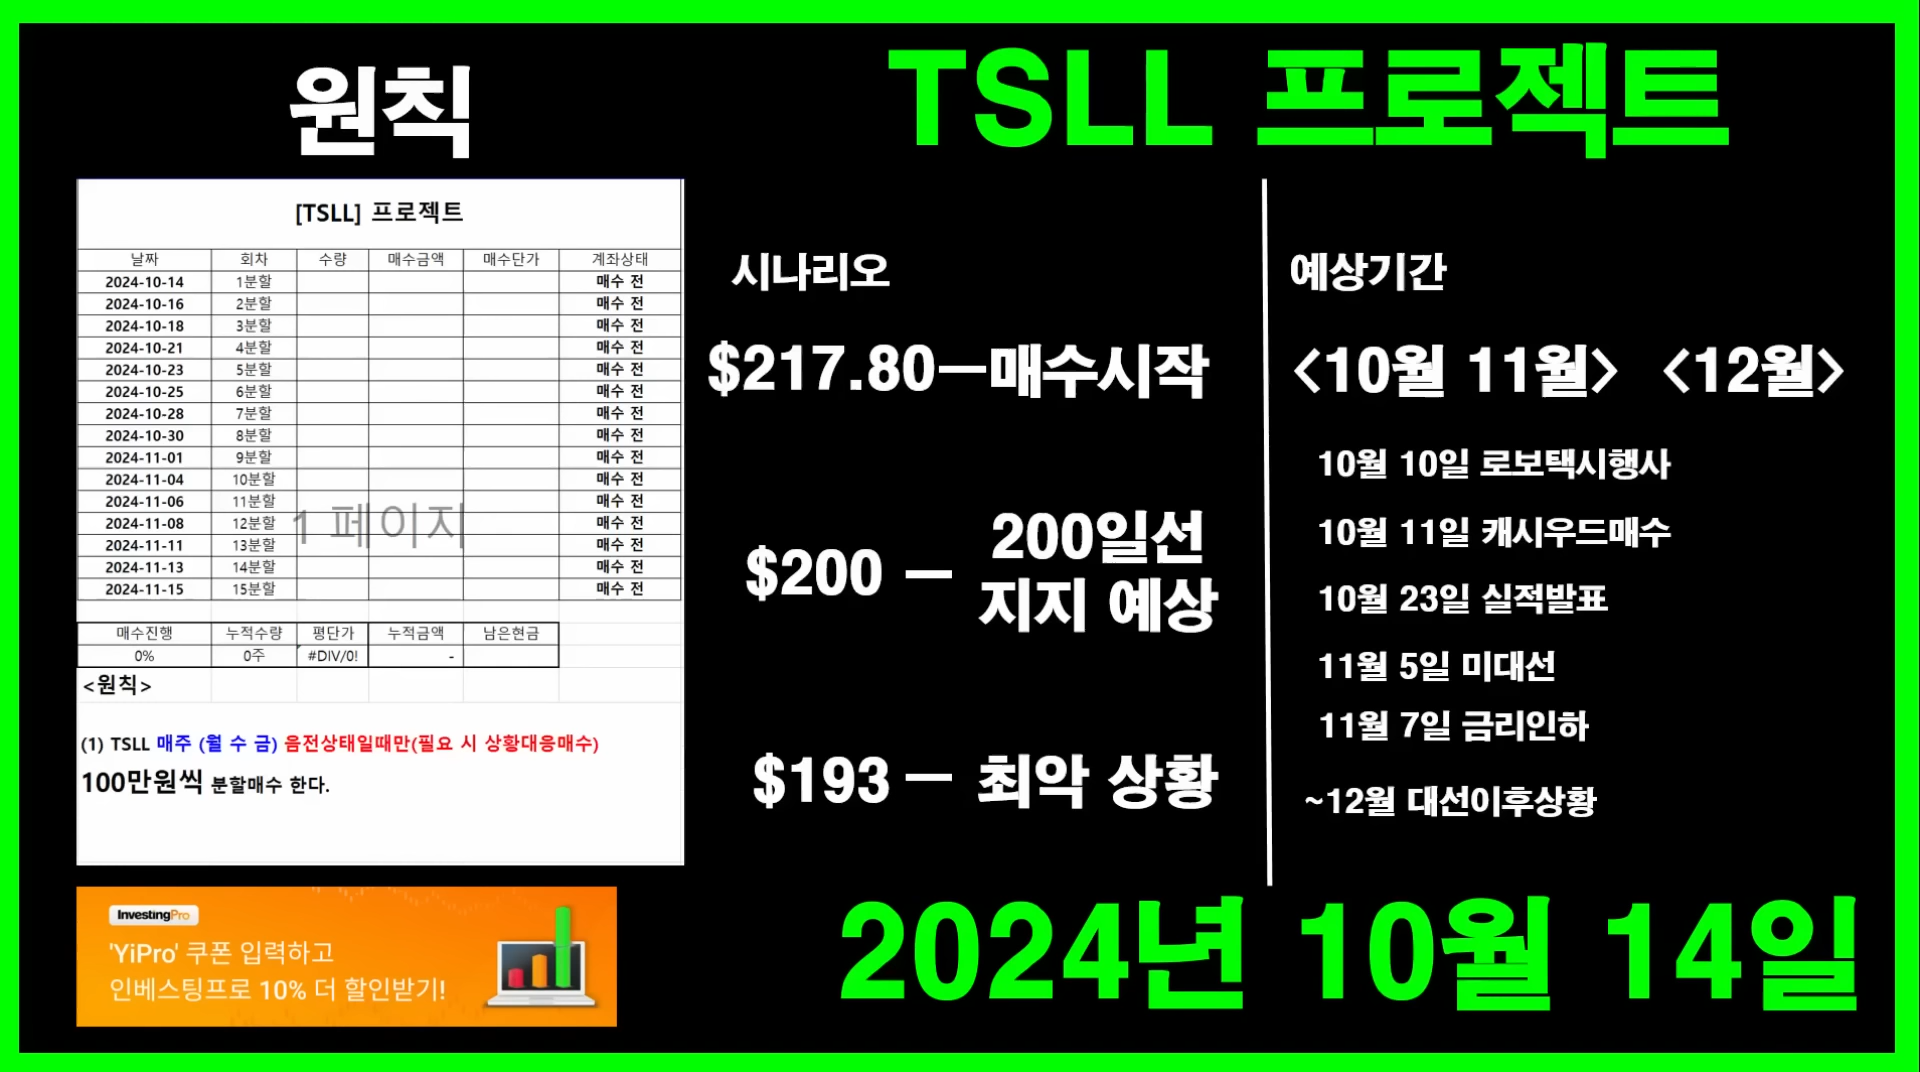 원칙
TSLL 프로젝트
[TSLL] 프로젝트
날짜 회차 수량 매수금액 매수단가 계좌상태
2024-10-14 1분할 매수 전
2024-10-16 2분할 매수 전
2024-10-18 3분할 매수 전
2024-10-21 4분할 매수 전
2024-10-23 5분할 매수 전
2024-10-25 6분할 매수 전
2024-10-28 7분할 매수 전
2024-10-30 8분할 매수 전
2024-11-01 9분할 매수 전
2024-11-04 10분할 매수 전
2024-11-06 11분할 매수 전
2024-11-08 12분할 매수 전
2024-11-11 13분할 매수 전
2024-11-13 14분할 매수 전
2024-11-15 15분할 매수 전
1 페이지
매수진행 누적수량 평단가 누적금액 남은현금
0% 0주 #DIV/0! -
<원칙>
(1) TSLL 매주 (월 수 금) 음전상태일때만(필요 시 상황대응매수)
100만원씩 분할매수 한다.
시나리오
$217.80-매수시작
$200 - 200일선
지지 예상
$193 - 최악 상황
예상기간
<10월 11월> <12월>
10월 10일 로보택시행사
10월 11일 캐시우드매수
10월 23일 실적발표
11월 5일 미대선
11월 7일 금리인하
~12월 대선이후상황
InvestingPro
'YiPro' 쿠폰 입력하고
인베스팅프로 10% 더 할인받기!
2024년 10월 14일